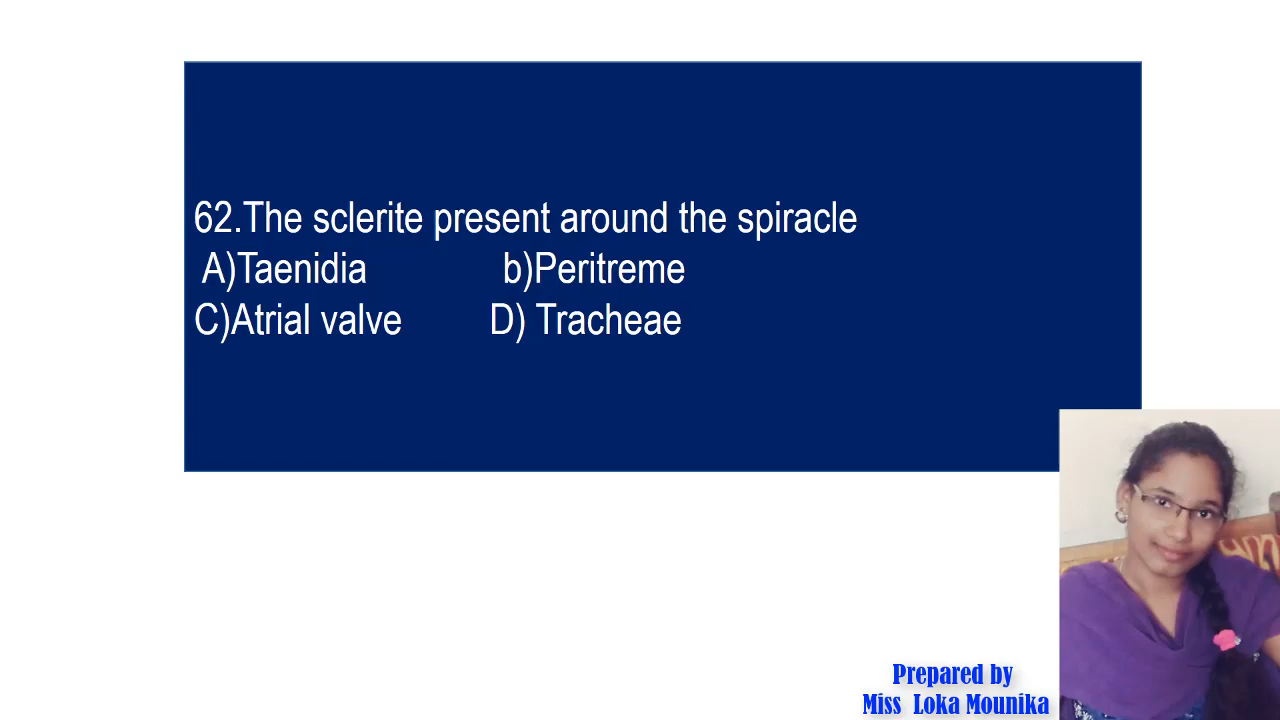 62.The sclerite present around the spiracle
A)Taenidia b)Peritreme
C)Atrial valve D) Tracheae
Prepared by
Miss Loka Mounika